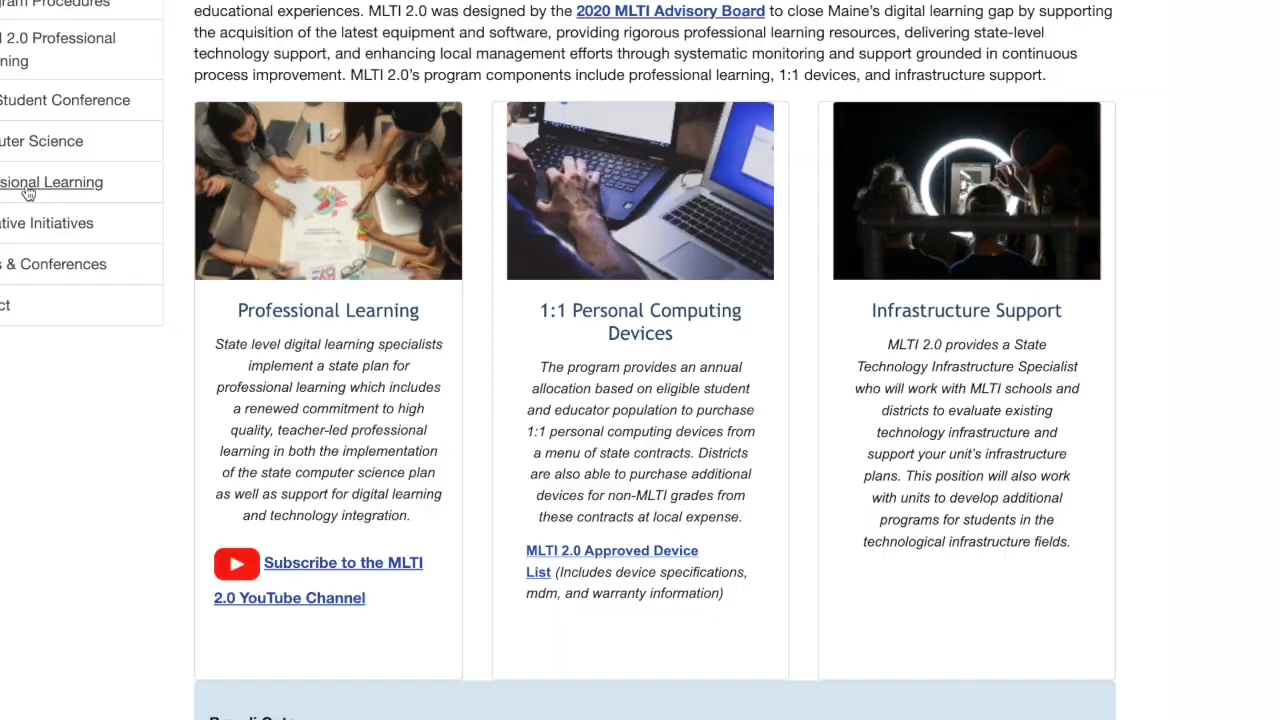 educational experiences. MLTI 2.0 was designed by the 2020 MLTI Advisory Board to close Maine's digital learning gap by supporting
the acquisition of the latest equipment and software, providing rigorous professional learning resources, delivering state-level
technology support, and enhancing local management efforts through systematic monitoring and support grounded in continuous
process improvement. MLTI 2.0's program components include professional learning, 1:1 devices, and infrastructure support.
gram Procedures
I 2.0 Professional
ning
Student Conference
uter Science
sional Learning
ative Initiatives
s & Conferences
ct
Professional Learning
State level digital learning specialists
implement a state plan for
professional learning which includes
a renewed commitment to high
quality, teacher-led professional
learning in both the implementation
of the state computer science plan
as well as support for digital learning
and technology integration.
Subscribe to the MLTI
2.0 YouTube Channel
1:1 Personal Computing
Devices
The program provides an annual
allocation based on eligible student
and educator population to purchase
1:1 personal computing devices from
a menu of state contracts. Districts
are also able to purchase additional
devices for non-MLTI grades from
these contracts at local expense.
MLTI 2.0 Approved Device
List (Includes device specifications,
mdm, and warranty information)
Infrastructure Support
MLTI 2.0 provides a State
Technology Infrastructure Specialist
who will work with MLTI schools and
districts to evaluate existing
technology infrastructure and
support your unit's infrastructure
plans. This position will also work
with units to develop additional
programs for students in the
technological infrastructure fields.